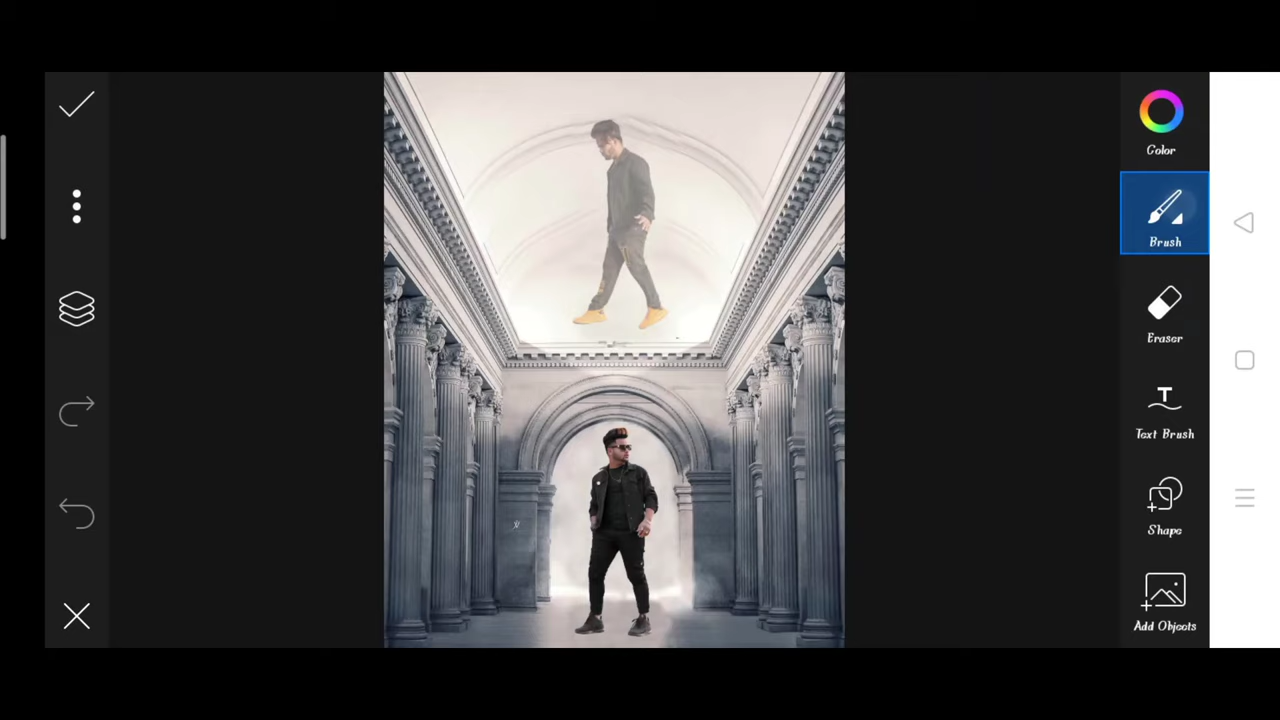 Color
Brush
Eraser
Text Brush
Shape
Add Objects